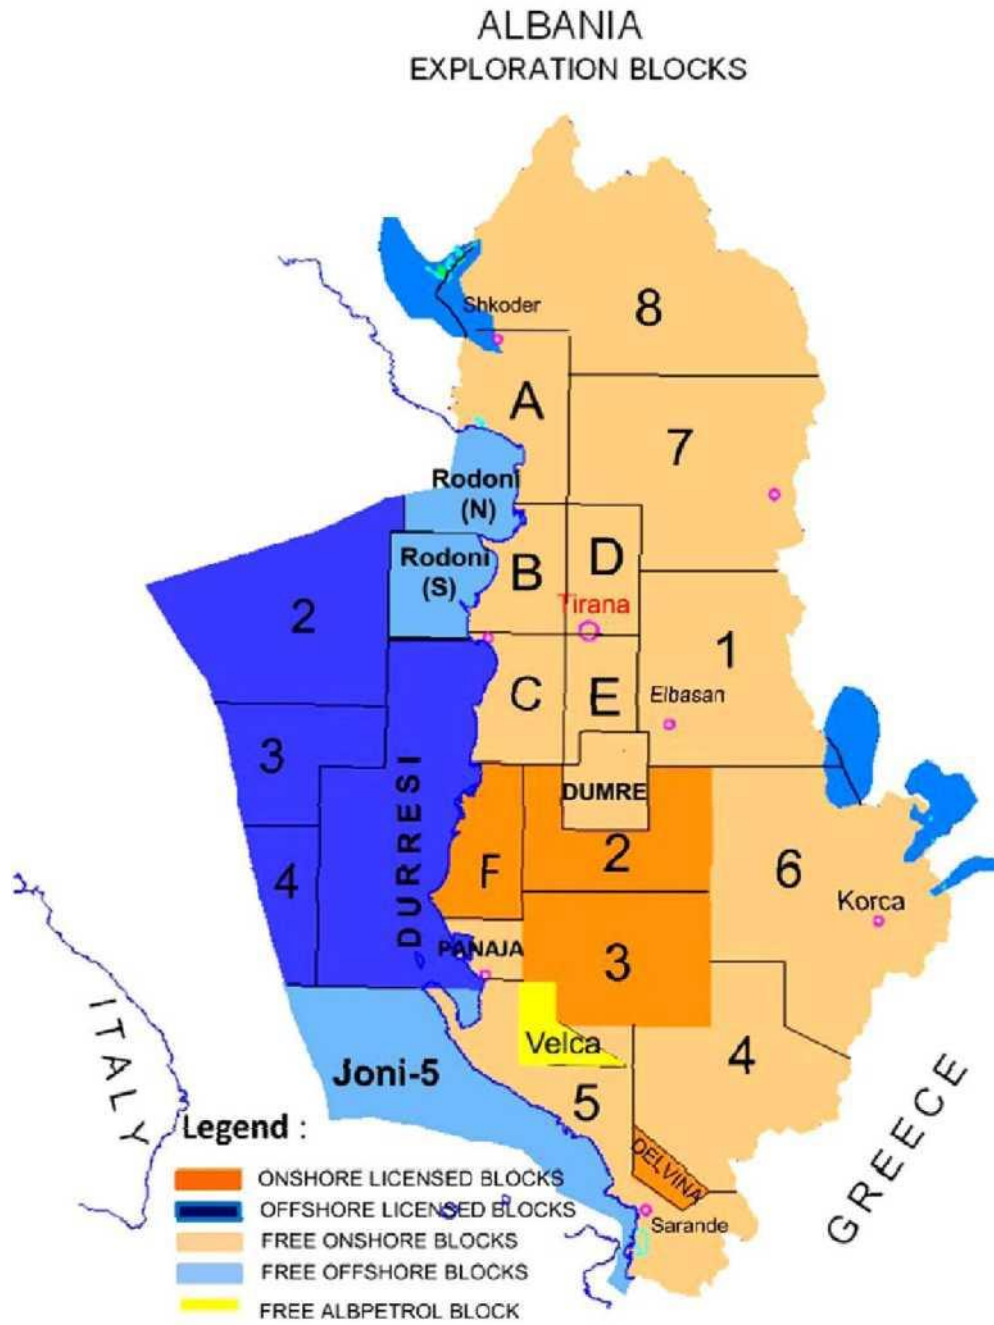 ALBANIA
EXPLORATION BLOCKS
Shkoder
8
A
7
Rodoni
(N)
Rodoni
(S)
B
D
Tirana
2
1
C
E
Elbasan
3
DURRESI
DUMRE
2
4
F
6
Korca
PANAJA
3
Velca
4
ITALY
Joni-5
5
GREECE
DELVINA
Sarande
Legend :
ONSHORE LICENSED BLOCKS
OFFSHORE LICENSED BLOCKS
FREE ONSHORE BLOCKS
FREE OFFSHORE BLOCKS
FREE ALBPETROL BLOCK